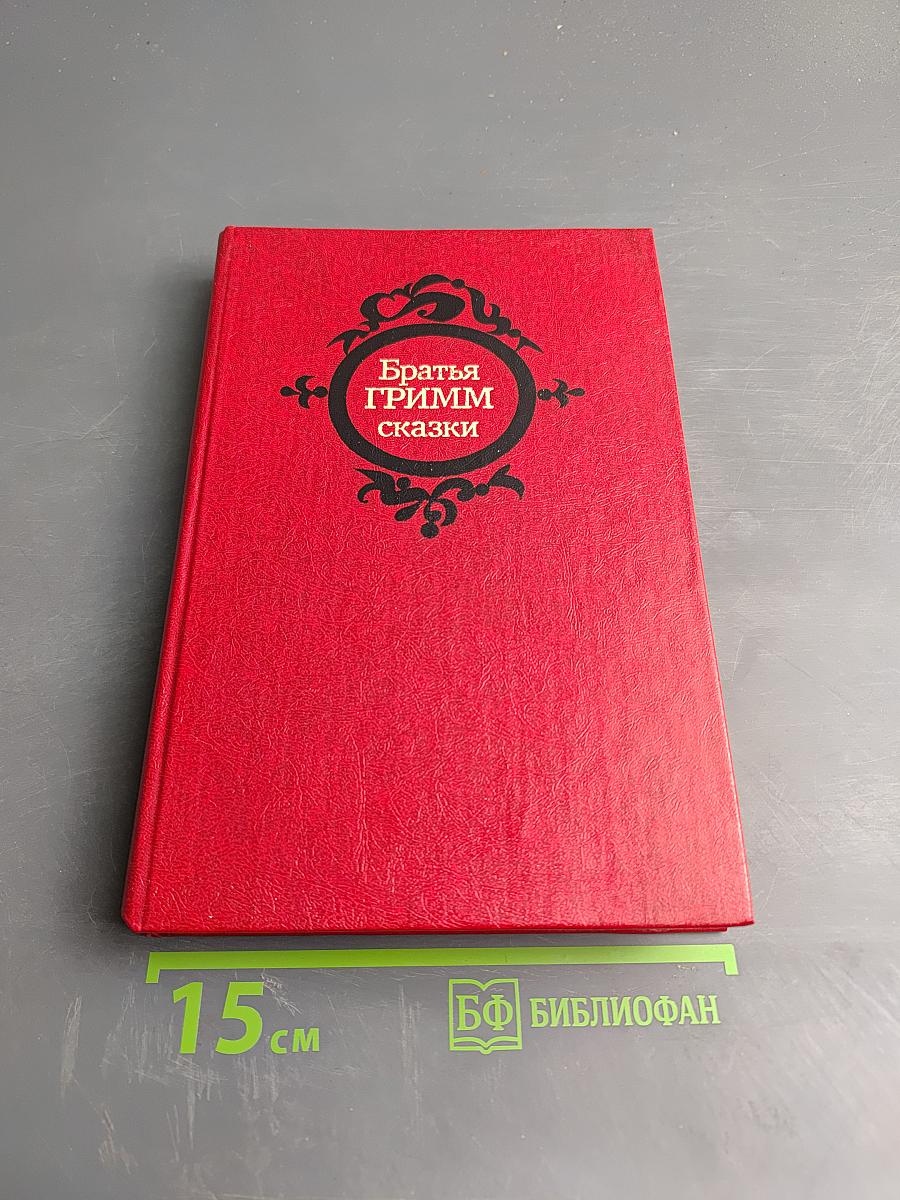 Братья
ГРИММ
сказки
15 см
БФ БИБЛИОФАН